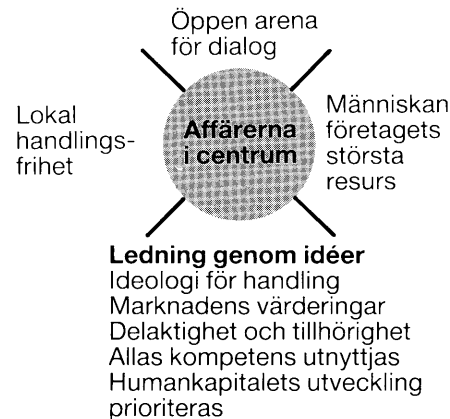 Öppen arena
för dialog
Lokal
handlings-
frihet
Affärerna
i centrum
Människan
företagets
största
resurs
Ledning genom idéer
Ideologi för handling
Marknadens värderingar
Delaktighet och tillhörighet
Allas kompetens utnyttjas
Humankapitalets utveckling
prioriteras